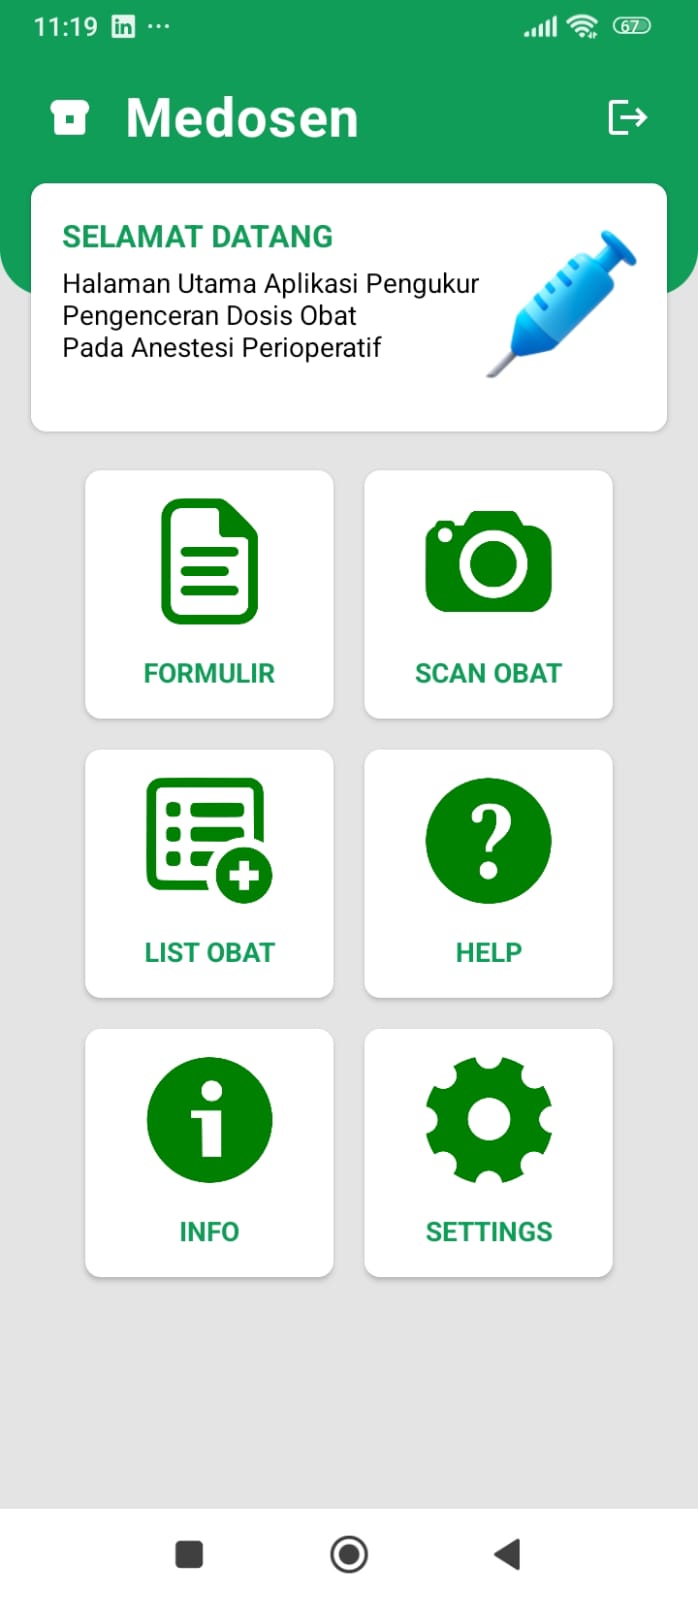 11:19
67
Medosen
SELAMAT DATANG
Halaman Utama Aplikasi Pengukur
Pengenceran Dosis Obat
Pada Anestesi Perioperatif
FORMULIR
SCAN OBAT
LIST OBAT
HELP
INFO
SETTINGS